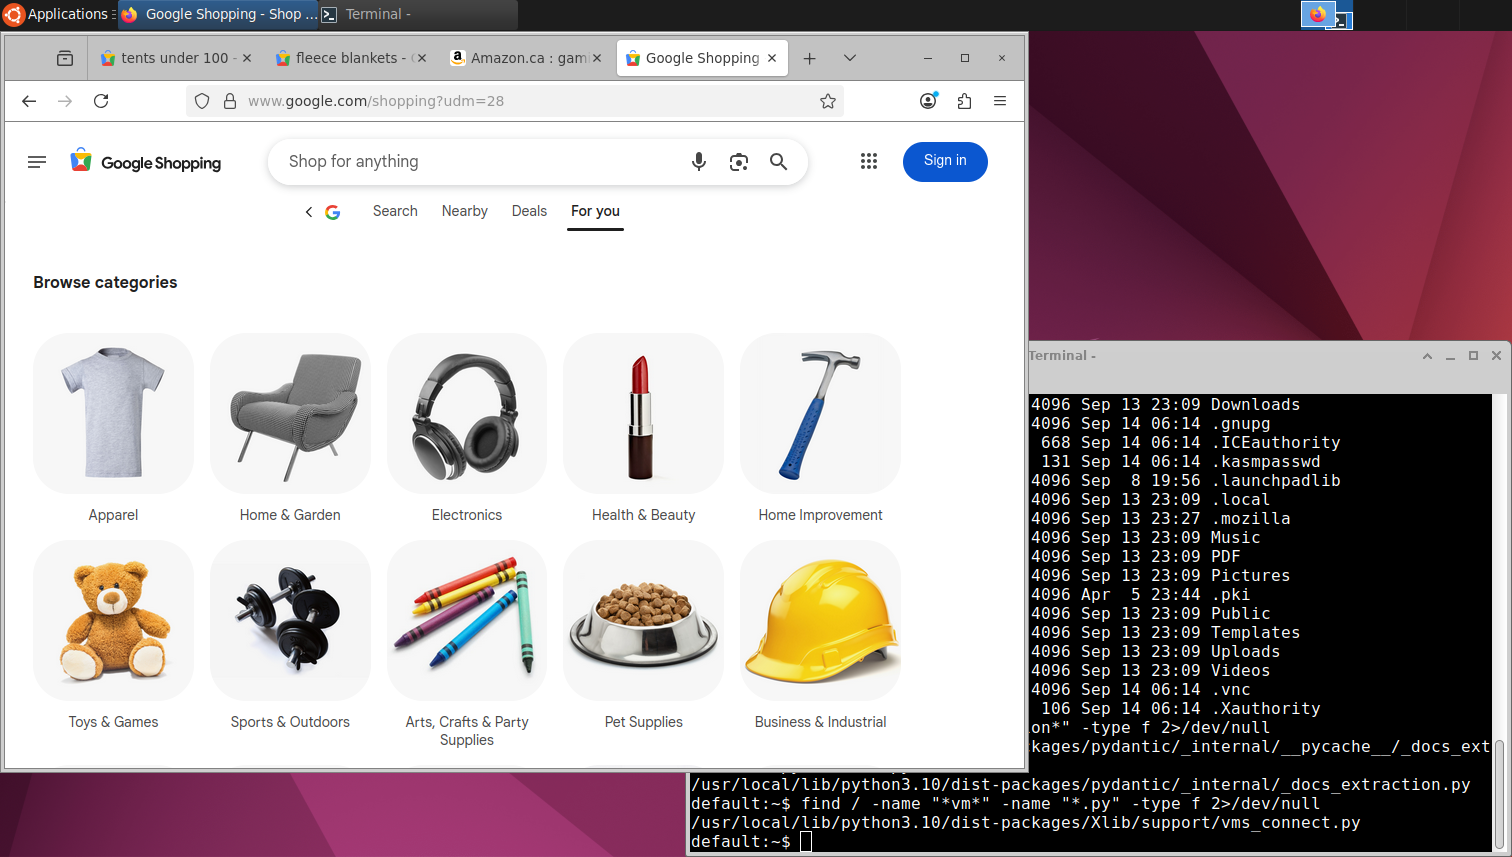 Applications
Google Shopping - Shop ...
Terminal -
tents under 100 -
fleece blankets -
Amazon.ca : gam
Google Shopping
www.google.com/shopping?udm=28
Google Shopping
Shop for anything
Sign in
Search
Nearby
Deals
For you
Browse categories
Apparel
Home & Garden
Electronics
Health & Beauty
Home Improvement
Toys & Games
Sports & Outdoors
Arts, Crafts & Party
Supplies
Pet Supplies
Business & Industrial
Terminal -
4096 Sep 13 23:09 Downloads
4096 Sep 14 06:14 .gnupg
668 Sep 14 06:14 .ICEauthority
131 Sep 14 06:14 .kasmpasswd
4096 Sep  8 19:56 .launchpadlib
4096 Sep 13 23:09 .local
4096 Sep 13 23:27 .mozilla
4096 Sep 13 23:09 Music
4096 Sep 13 23:09 PDF
4096 Sep 13 23:09 Pictures
4096 Apr  5 23:44 .pki
4096 Sep 13 23:09 Public
4096 Sep 13 23:09 Templates
4096 Sep 13 23:09 Uploads
4096 Sep 13 23:09 Videos
4096 Sep 14 06:14 .vnc
106 Sep 14 06:14 .Xauthority
on*" -type f 2>/dev/null
kages/pydantic/_internal/__pycache__/_docs_ext
/usr/local/lib/python3.10/dist-packages/pydantic/_internal/_docs_extraction.py
default:~$ find / -name "*vm*" -name "*.py" -type f 2>/dev/null
/usr/local/lib/python3.10/dist-packages/Xlib/support/vms_connect.py
default:~$